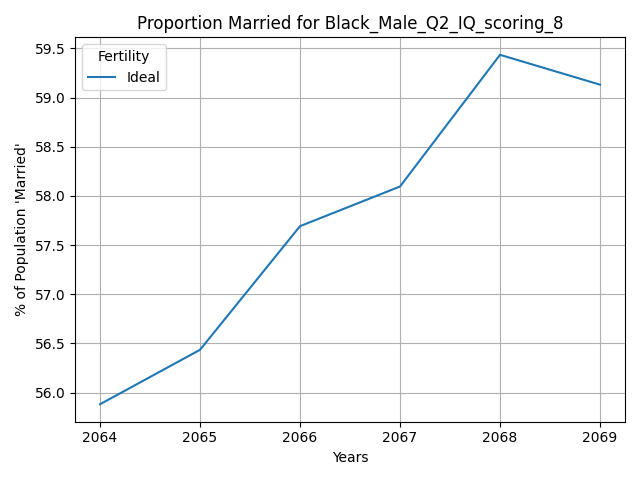 Proportion Married for Black_Male_Q2_IQ_scoring_8
Fertility
Ideal
% of Population 'Married'
59.5
59.0
58.5
58.0
57.5
57.0
56.5
56.0
2064 2065 2066 2067 2068 2069
Years